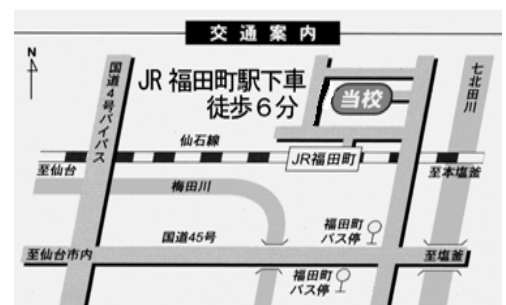 交通案内
N
国道4号バイパス
JR 福田町駅下車
徒歩6分
当校
七北田川
仙石線
JR福田町
至仙台
至本塩釜
梅田川
福田町
バス停
国道45号
至仙台市内
至塩釜
福田町
バス停